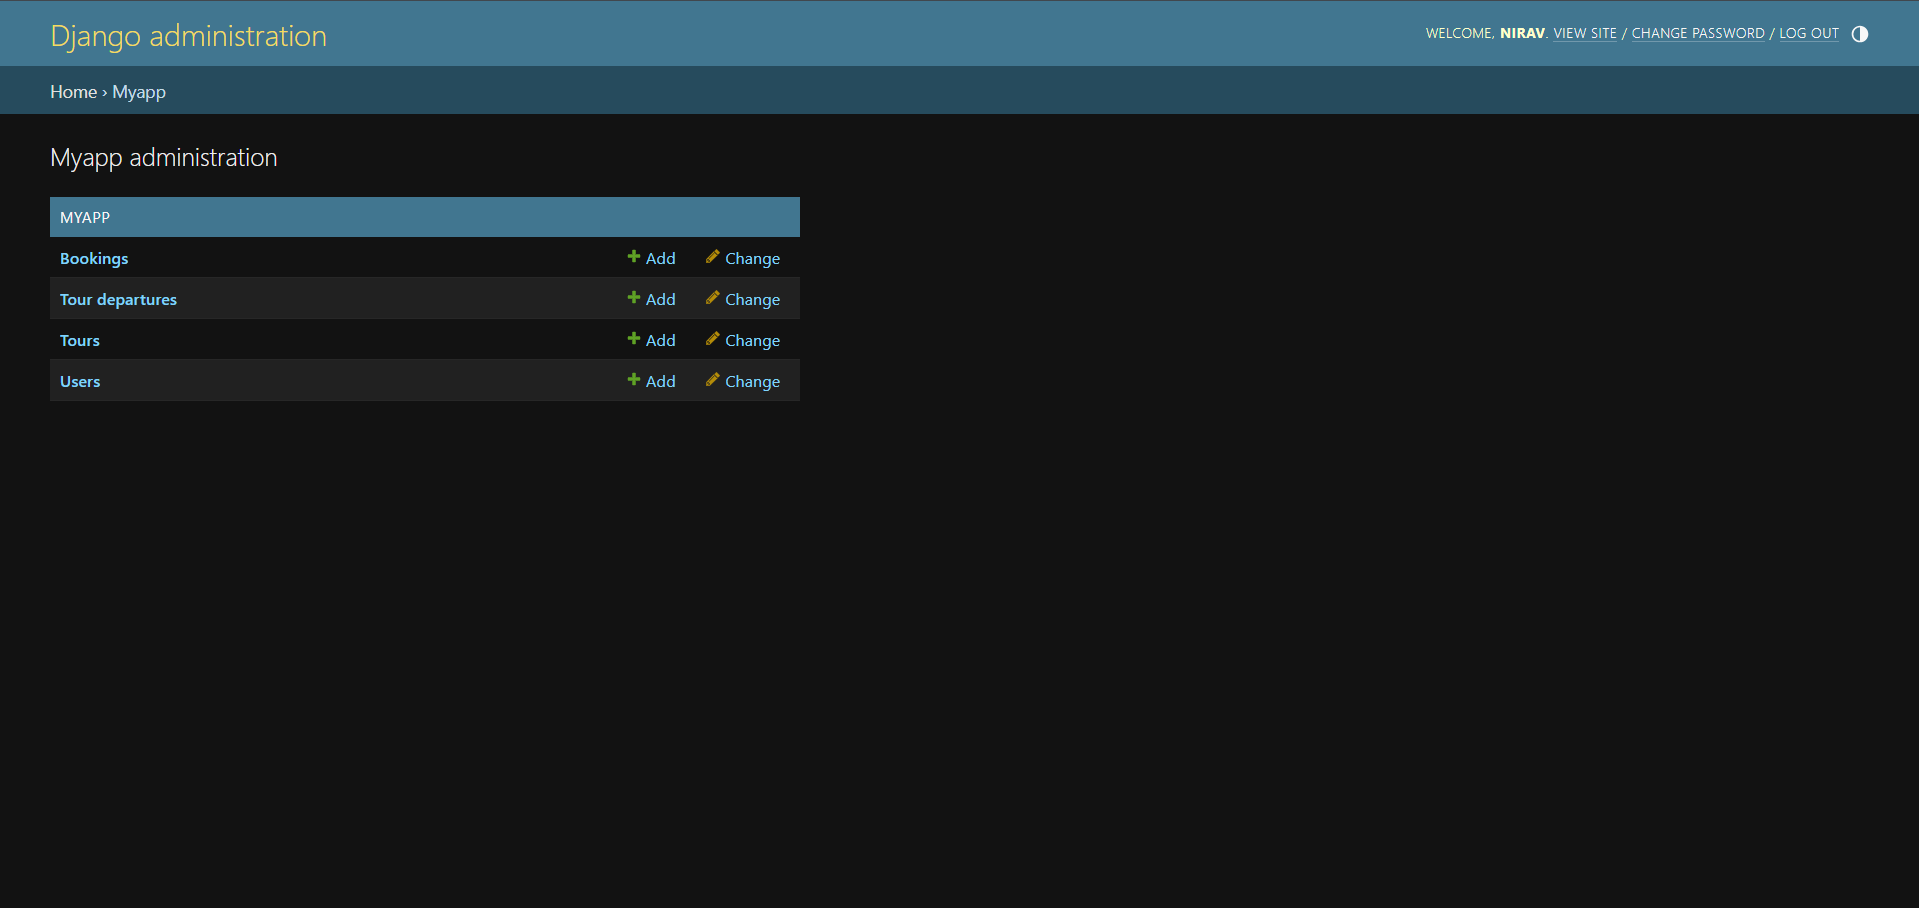 Django administration
WELCOME, NIRAV. VIEW SITE / CHANGE PASSWORD / LOG OUT
Home › Myapp
Myapp administration
MYAPP
Bookings Add Change
Tour departures Add Change
Tours Add Change
Users Add Change